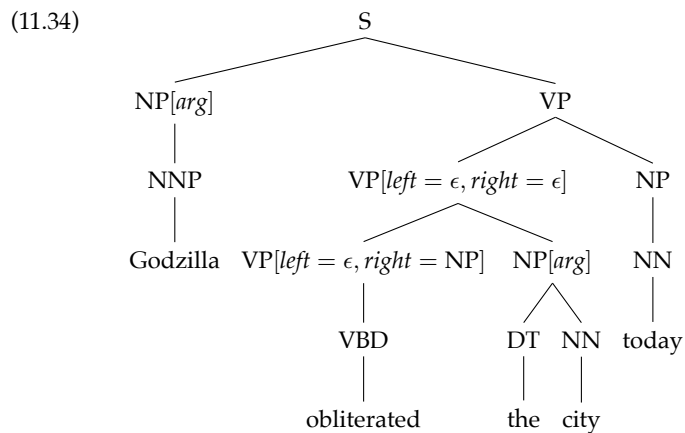 (11.34) S
NP[arg] VP
NNP VP[left = ϵ, right = ϵ] NP
Godzilla VP[left = ϵ, right = NP] NP[arg] NN
VBD DT NN today
obliterated the city